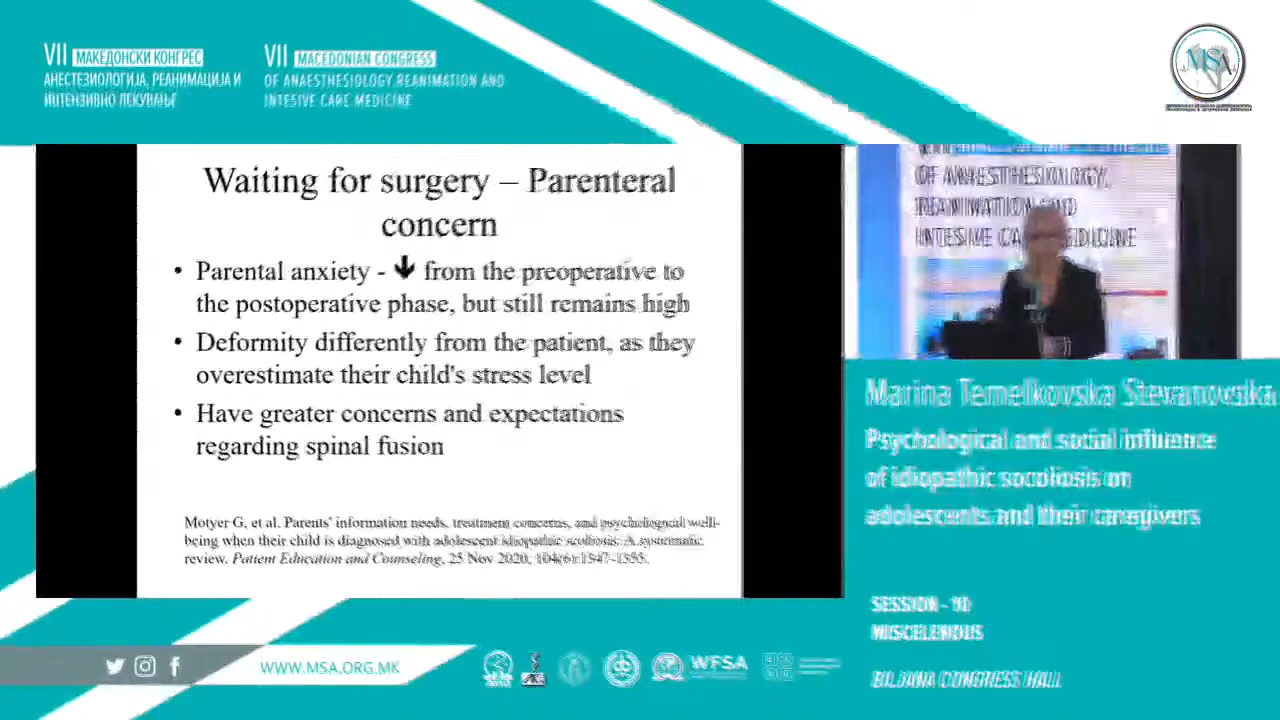 VII МАКЕДОНСКИ КОНГРЕС
АНЕСТЕЗИОЛОГИЈА, РЕАНИМАЦИЈА И
ИНТЕНЗИВНО ЛЕКУВАЊЕ
VII MACEDONIAN CONGRESS
OF ANAESTHESIOLOGY, REANIMATION AND
INTESIVE CARE MEDICINE
MSA
Waiting for surgery – Parenteral
concern
• Parental anxiety - 🡇 from the preoperative to
the postoperative phase, but still remains high
• Deformity differently from the patient, as they
overestimate their child's stress level
• Have greater concerns and expectations
regarding spinal fusion
Motyer G, et al. Parents' information needs, treatment concerns, and psychological well-
being when their child is diagnosed with adolescent idiopathic scoliosis: A systematic
review. Patient Education and Counseling, 25 Nov 2020, 104(6):1347-1355.
OF ANAESTHESIOLOGY,
REANIMATION AND
INTESIVE CARE MEDICINE
Marina Temelkovska Stevanovska
Psychological and social influence
of idiopathic socoliosis on
adolescents and their caregivers
SESSION - 10
MISCELENOUS
BILJANA CONGRESS HALL
WWW.MSA.ORG.MK
WFSA